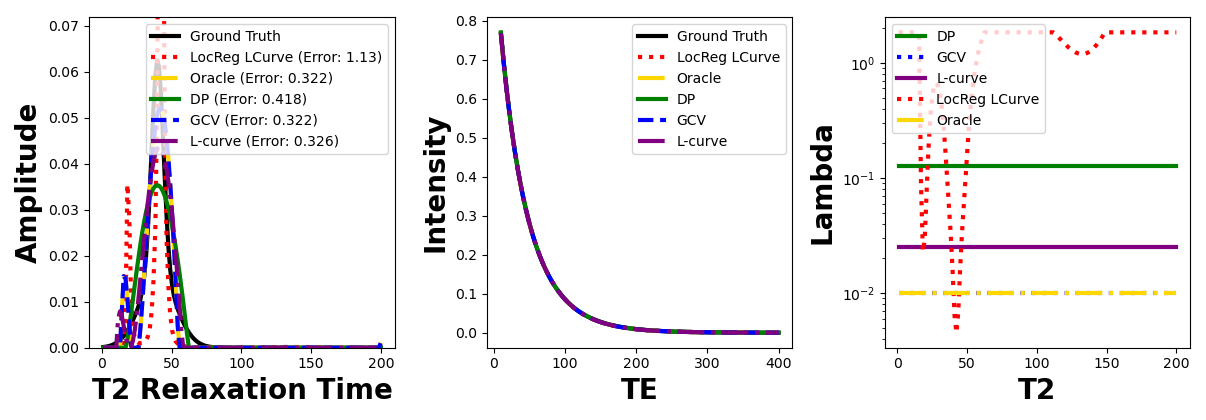 0.07
0.06
0.05
0.04
0.03
0.02
0.01
0.00
Amplitude
0
50
100
150
200
T2 Relaxation Time
Ground Truth
LocReg LCurve (Error: 1.13)
Oracle (Error: 0.322)
DP (Error: 0.418)
GCV (Error: 0.322)
L-curve (Error: 0.326)
0.8
0.7
0.6
0.5
0.4
0.3
0.2
0.1
0.0
Intensity
0
100
200
300
400
TE
Ground Truth
LocReg LCurve
Oracle
DP
GCV
L-curve
10⁰
10⁻¹
10⁻²
Lambda
0
50
100
150
200
T2
DP
GCV
L-curve
LocReg LCurve
Oracle